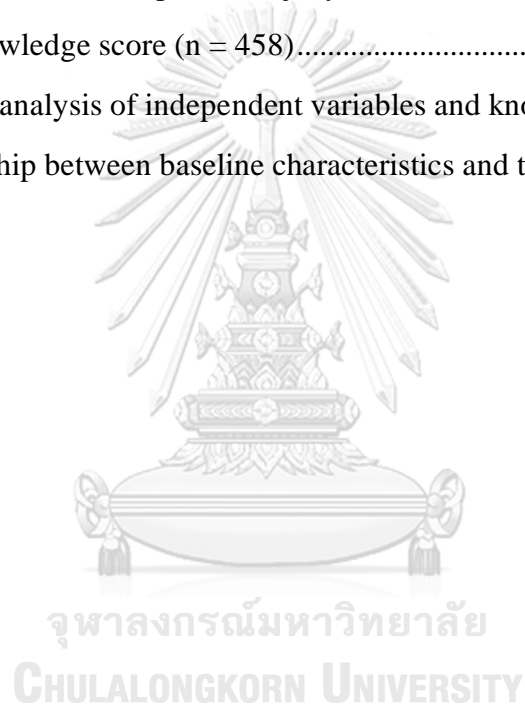 wledge score (n = 458)..............................
analysis of independent variables and kno
hip between baseline characteristics and t
จุฬาลงกรณ์มหาวิทยาลัย
CHULALONGKORN UNIVERSITY